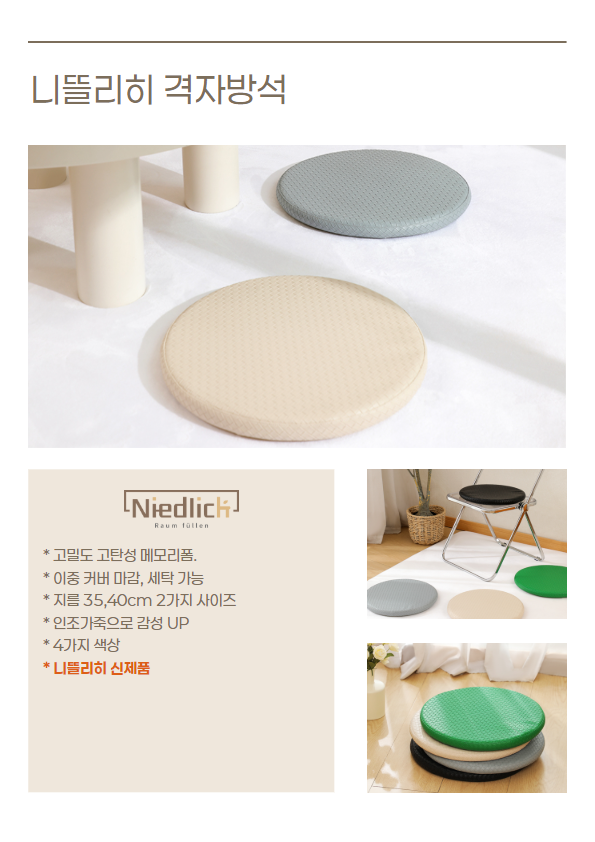 니뜰리히 격자방석
Niedlich
Raum füllen
* 고밀도 고탄성 메모리폼.
* 이중 커버 마감, 세탁 가능
* 지름 35,40cm 2가지 사이즈
* 인조가죽으로 감성 UP
* 4가지 색상
* 니뜰리히 신제품